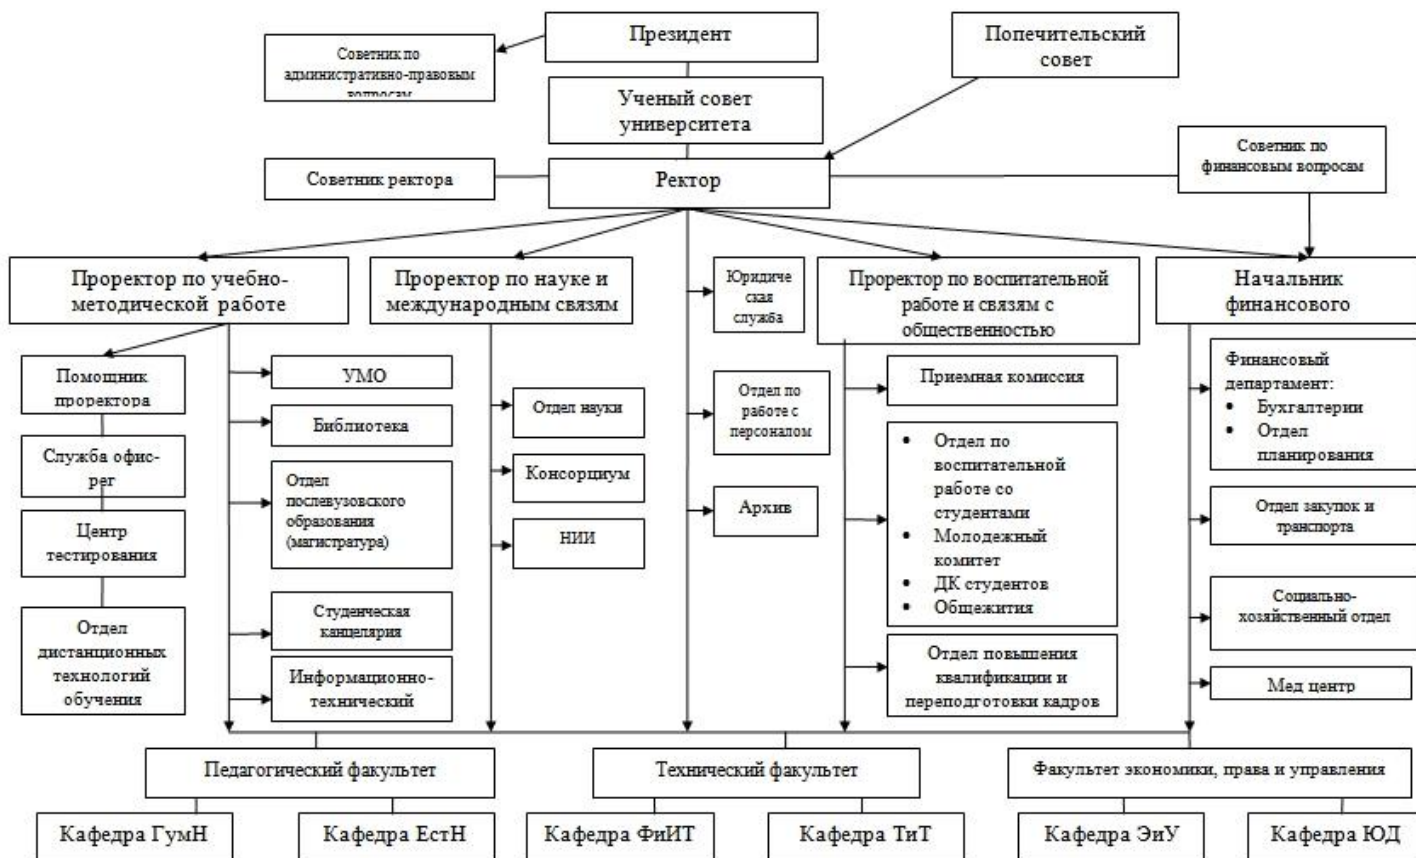 Президент
Попечительский
совет
Советник по
административно-правовым
вопросам
Ученый совет
университета
Советник по
финансовым вопросам
Советник ректора
Ректор
Проректор по учебно-
методической работе
Проректор по науке и
международным связям
Юридиче
ская
служба
Проректор по воспитательной
работе и связям с
общественностью
Начальник
финансового
Помощник
проректора
Служба офис-
рег
Центр
тестирования
Отдел
дистанционных
технологий
обучения
УМО
Библиотека
Отдел
послевузовского
образования
(магистратура)
Студенческая
канцелярия
Информационно-
технический
Отдел науки
Консорциум
НИИ
Отдел по
работе с
персоналом
Архив
Приемная комиссия
• Отдел по
воспитательной
работе со
студентами
• Молодежный
комитет
• ДК студентов
• Общежития
Отдел повышения
квалификации и
переподготовки кадров
Финансовый
департамент:
• Бухгалтерии
• Отдел
планирования
Отдел закупок и
транспорта
Социально-
хозяйственный отдел
Мед центр
Педагогический факультет
Технический факультет
Факультет экономики, права и управления
Кафедра ГумН
Кафедра ЕстН
Кафедра ФиИТ
Кафедра ТиТ
Кафедра ЭиУ
Кафедра ЮД